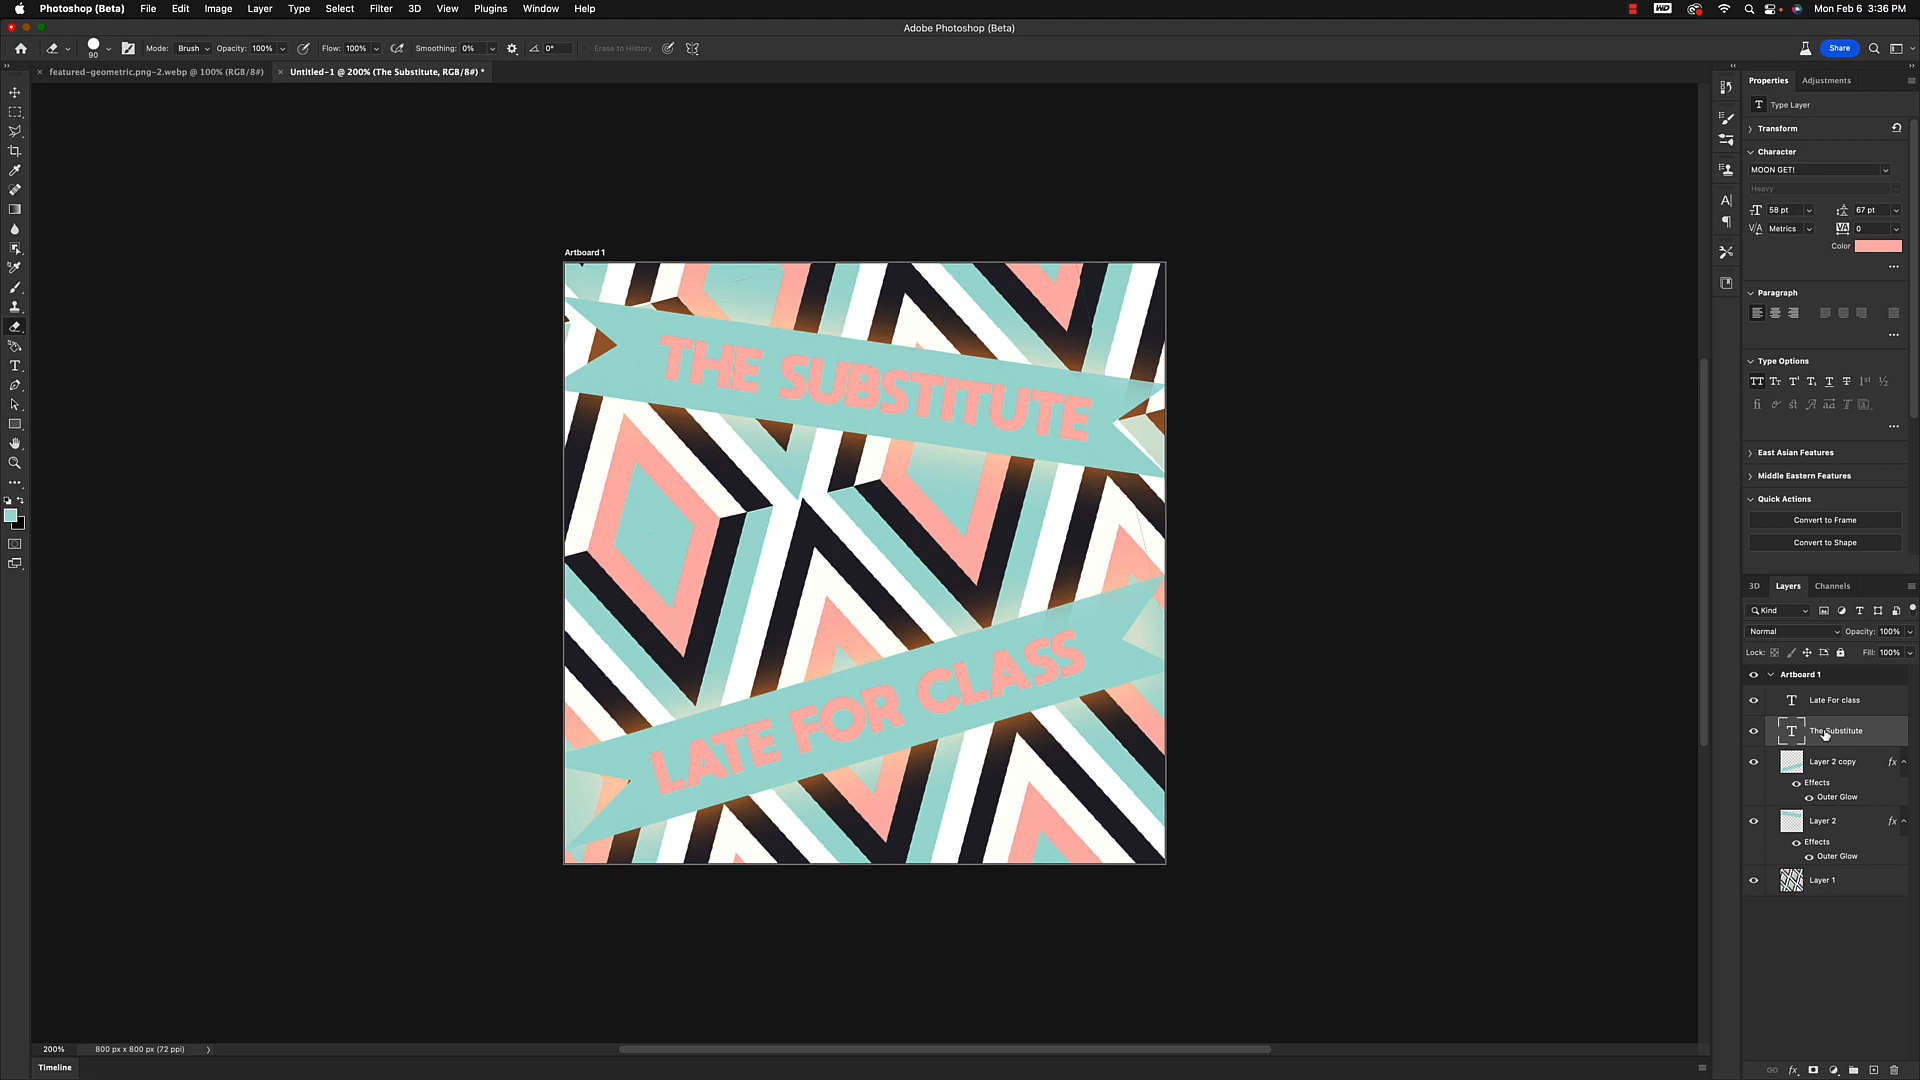 Photoshop (Beta) File Edit Image Layer Type Select Filter 3D View Plugins Window Help
Mon Feb 6 3:36 PM
Adobe Photoshop (Beta)
90
Mode: Brush Opacity: 100% Flow: 100% Smoothing: 0% 0° Erase to History
Share
featured-geometric.png-2.webp @ 100% (RGB/8#)
Untitled-1 @ 200% (The Substitute, RGB/8#) *
Artboard 1
THE SUBSTITUTE
LATE FOR CLASS
Properties Adjustments
Type Layer
Transform
Character
MOON GET!
Heavy
58 pt 67 pt
Metrics 0
Color
Paragraph
Type Options
East Asian Features
Middle Eastern Features
Quick Actions
Convert to Frame
Convert to Shape
3D Layers Channels
Kind
Normal Opacity: 100%
Lock: Fill: 100%
Artboard 1
Late For class
The Substitute
Layer 2 copy fx
Effects
Outer Glow
Layer 2 fx
Effects
Outer Glow
Layer 1
200% 800 px x 800 px (72 ppi)
Timeline
fx